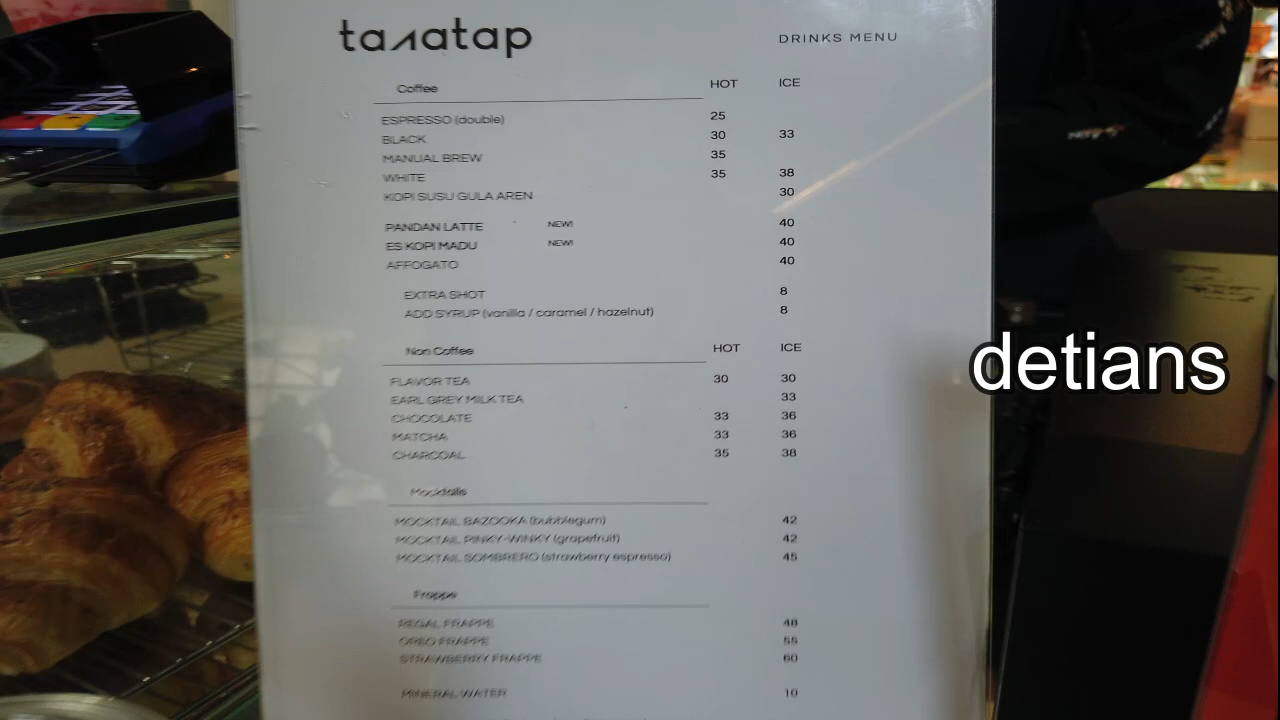 taлatap
DRINKS MENU
Coffee HOT ICE
ESPRESSO (double) 25
BLACK 30 33
MANUAL BREW 35
WHITE 35 38
KOPI SUSU GULA AREN 30
PANDAN LATTE NEW! 40
ES KOPI MADU NEW! 40
AFFOGATO 40
EXTRA SHOT 8
ADD SYRUP (vanilla / caramel / hazelnut) 8
Non Coffee HOT ICE
FLAVOR TEA 30 30
EARL GREY MILK TEA 33
CHOCOLATE 33 36
MATCHA 33 36
CHARCOAL 35 38
Mocktails
MOCKTAIL BAZOOKA (bubblegum) 42
MOCKTAIL PINKY-WINKY (grapefruit) 42
MOCKTAIL SOMBRERO (strawberry espresso) 45
Frappe
REGAL FRAPPE 48
OREO FRAPPE 55
STRAWBERRY FRAPPE 60
MINERAL WATER 10
detians